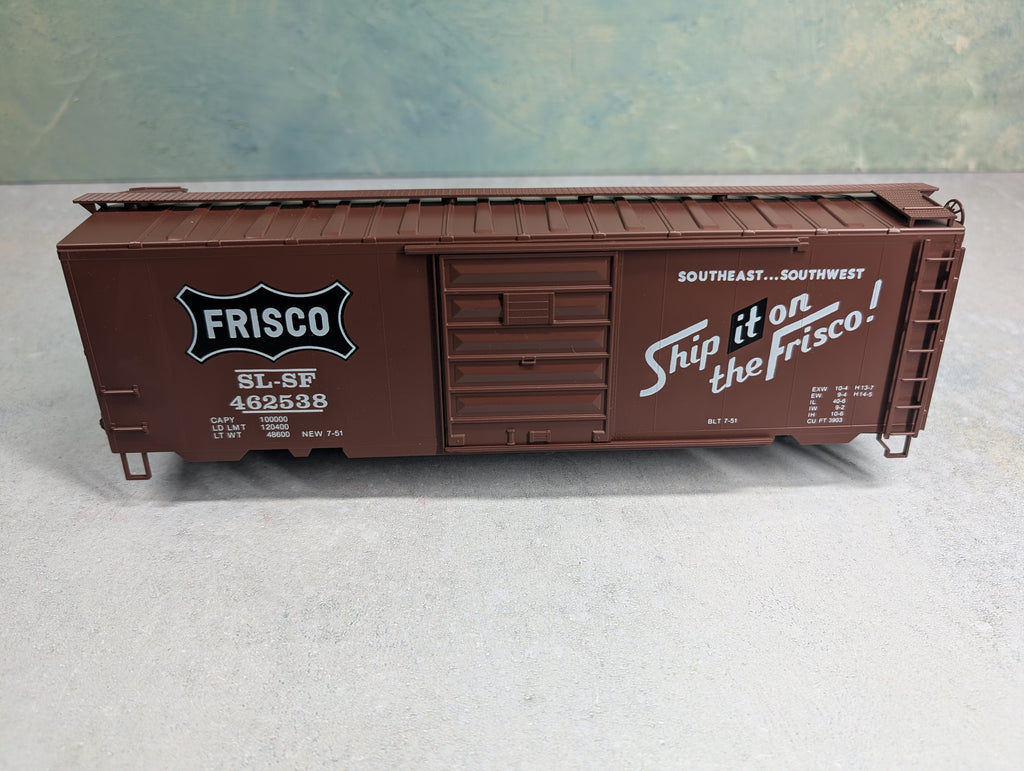 FRISCO
SL-SF
462538
CAPY 100000
LD LMT 120400
LT WT 48600 NEW 7-51
SOUTHEAST...SOUTHWEST
Ship it on
the Frisco!
BLT 7-51
EXW 10-4 H 13-7
EW 9-4 H 14-5
IL 40-6
IW 9-2
IH 10-6
CU FT 3903